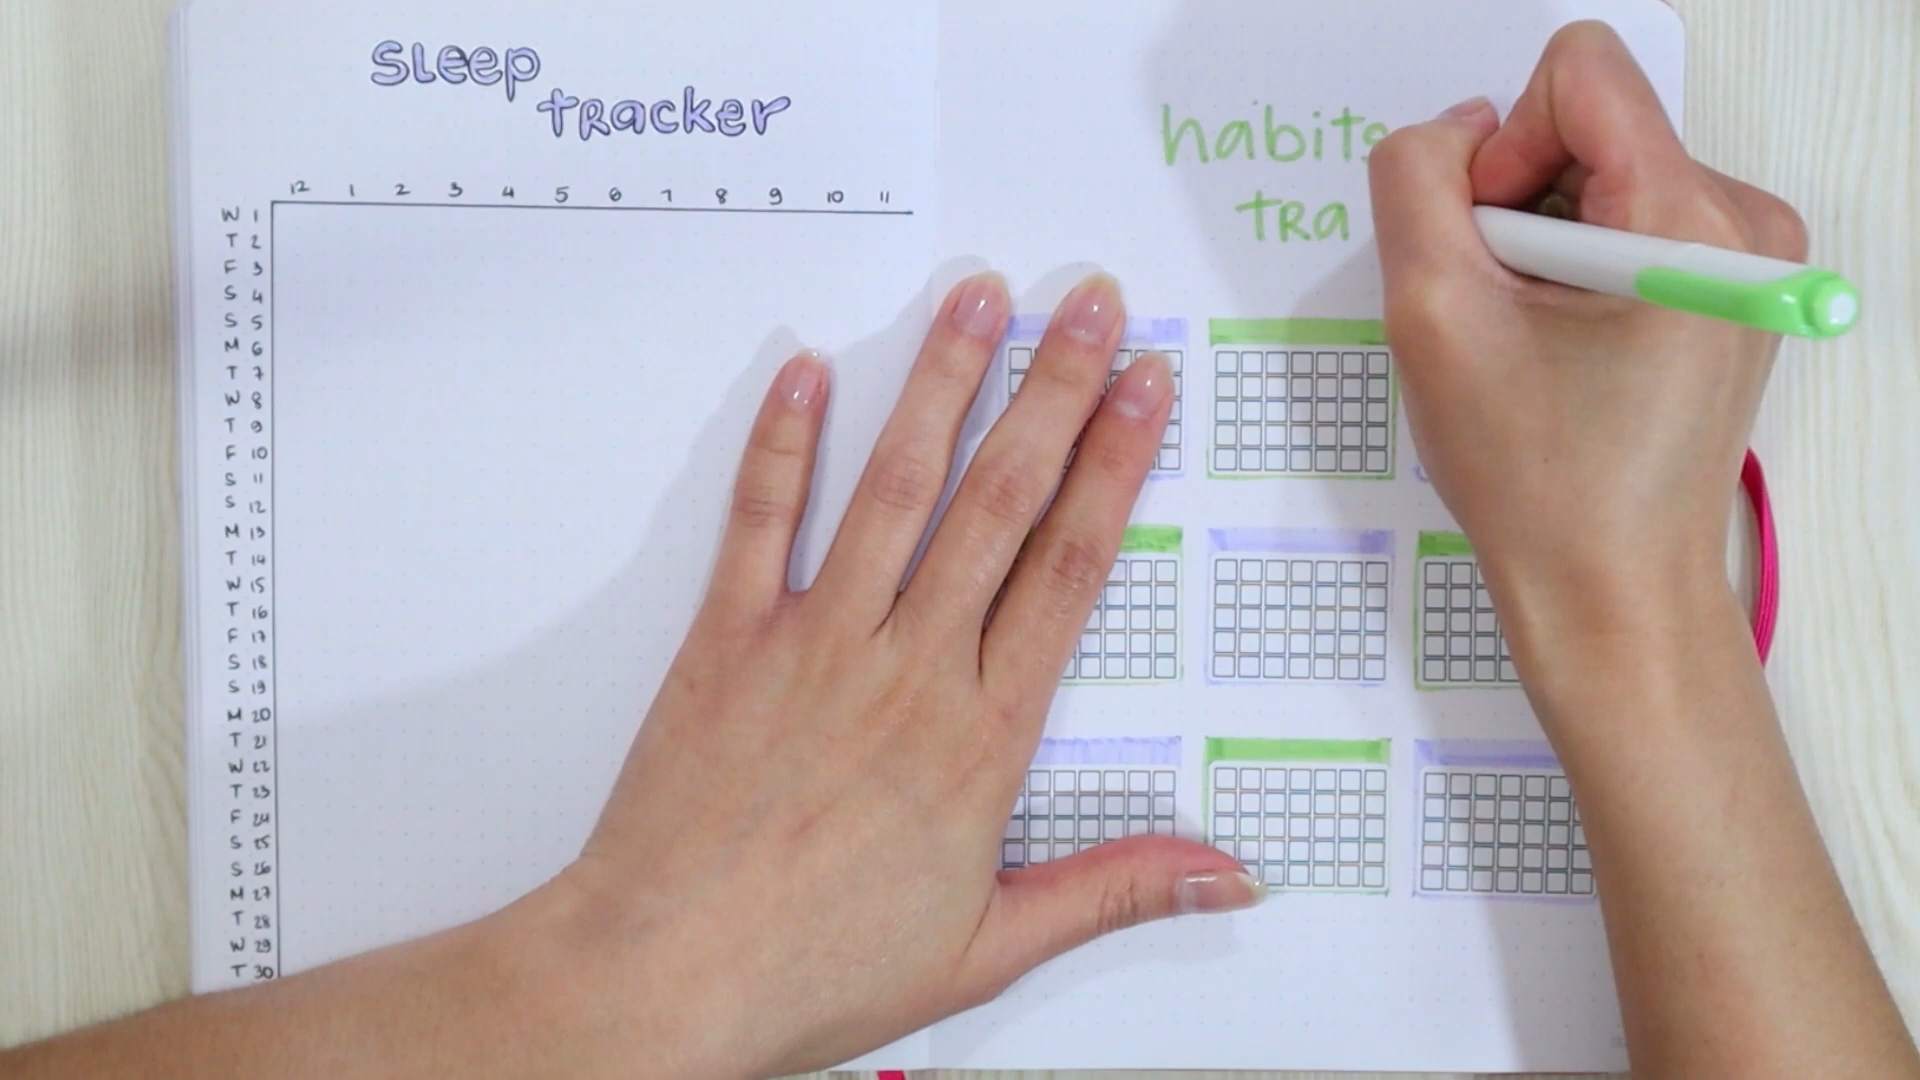 Sleep
tracker
12 1 2 3 4 5 6 7 8 9 10 11
W 1
T 2
F 3
S 4
S 5
M 6
T 7
W 8
T 9
F 10
S 11
S 12
M 13
T 14
W 15
T 16
F 17
S 18
S 19
M 20
T 21
W 22
T 23
F 24
S 25
S 26
M 27
T 28
W 29
T 30
habits
TRa